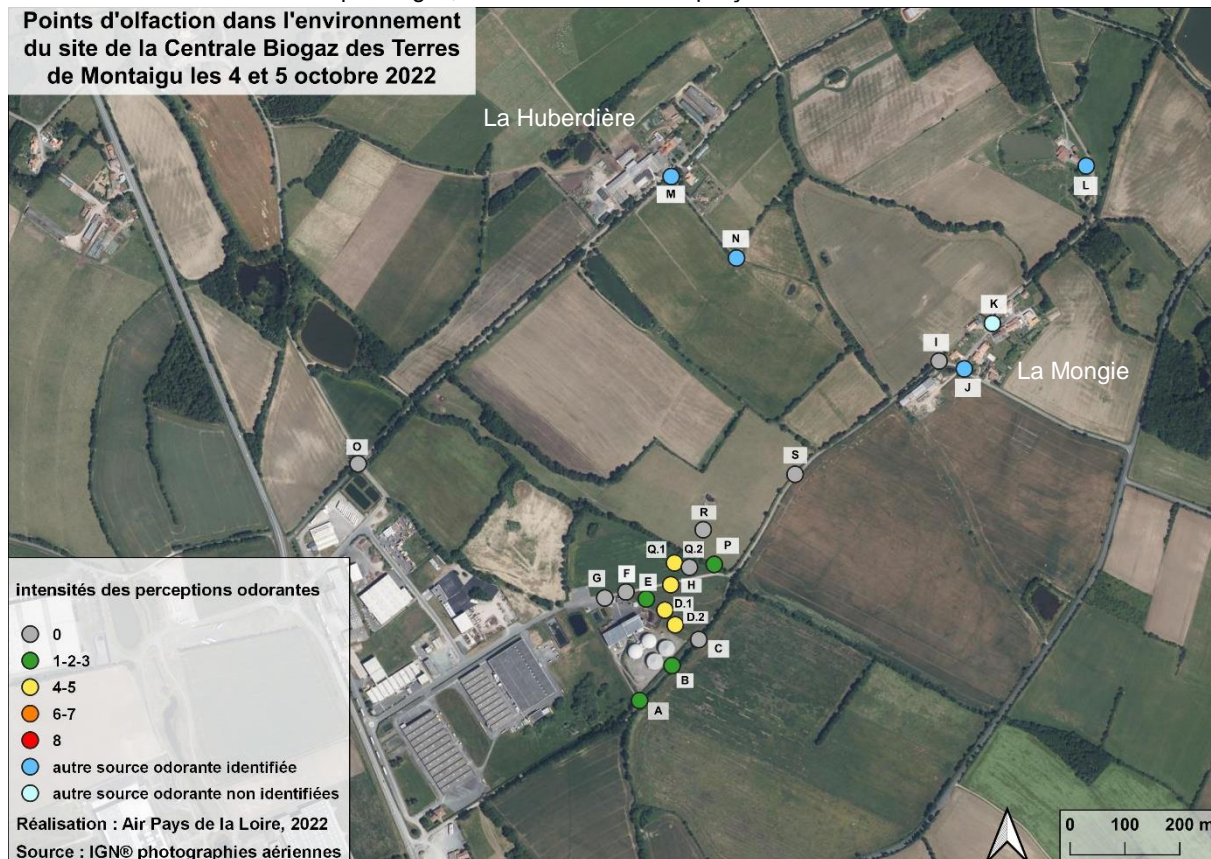 Points d'olfaction dans l'environnement
du site de la Centrale Biogaz des Terres
de Montaigu les 4 et 5 octobre 2022
La Huberdière
M
L
N
K
I
La Mongie
J
O
S
R
Q.1
Q.2
P
G
F
E
H
D.1
D.2
C
B
A
intensités des perceptions odorantes
0
1-2-3
4-5
6-7
8
autre source odorante identifiée
autre source odorante non identifiées
Réalisation : Air Pays de la Loire, 2022
Source : IGN® photographies aériennes
0 100 200 m